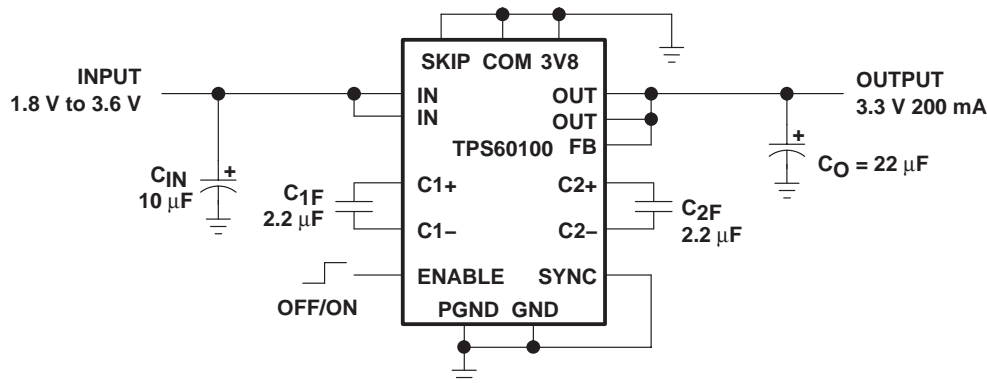 SKIP COM 3V8
INPUT
1.8 V to 3.6 V
IN
IN
OUT
OUT
FB
TPS60100
OUTPUT
3.3 V 200 mA
CIN
10 μF
+
CO = 22 μF
+
C1F
2.2 μF
C1+
C1−
C2+
C2−
C2F
2.2 μF
OFF/ON
ENABLE
SYNC
PGND GND